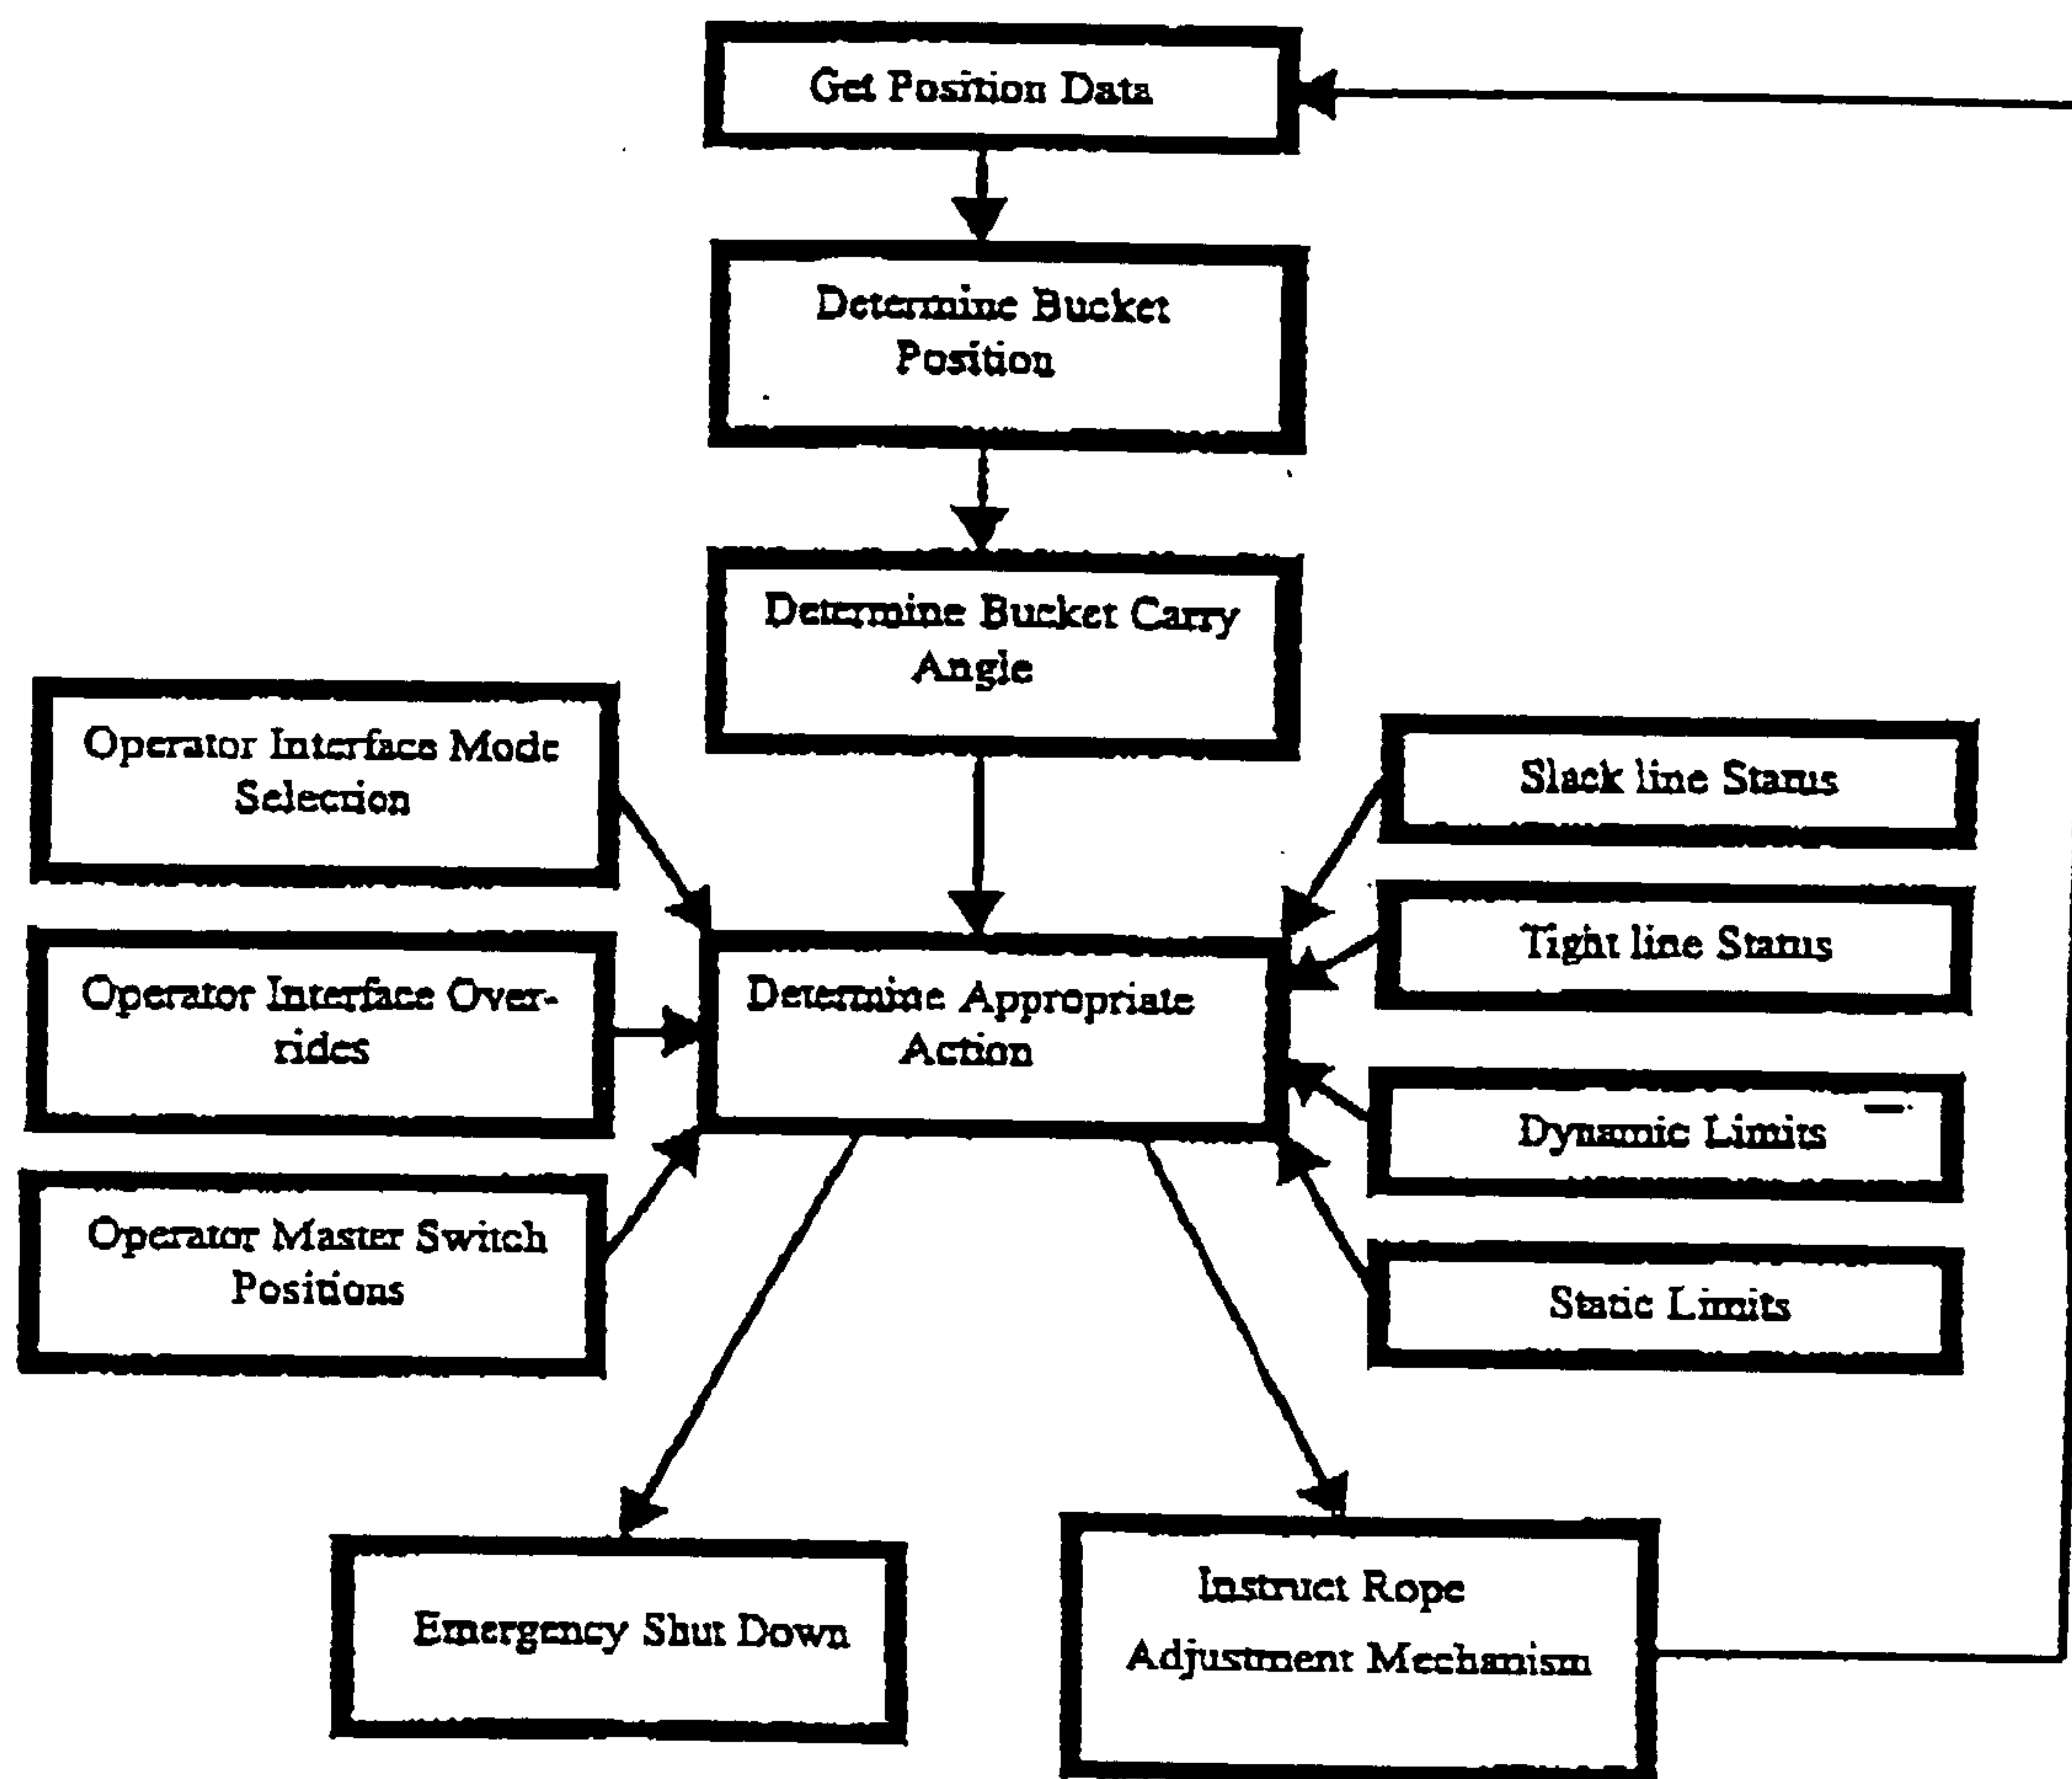 Get Position Data
Determine Bucket
Position
Determine Bucket Carry
Angle
Operator Interface Mode
Selection
Slack line Status
Tight line Status
Operator Interface Over-
rides
Determine Appropriate
Action
Dynamic Limits
Operator Master Switch
Positions
Static Limits
Emergency Shut Down
Instruct Rope
Adjustment Mechanism